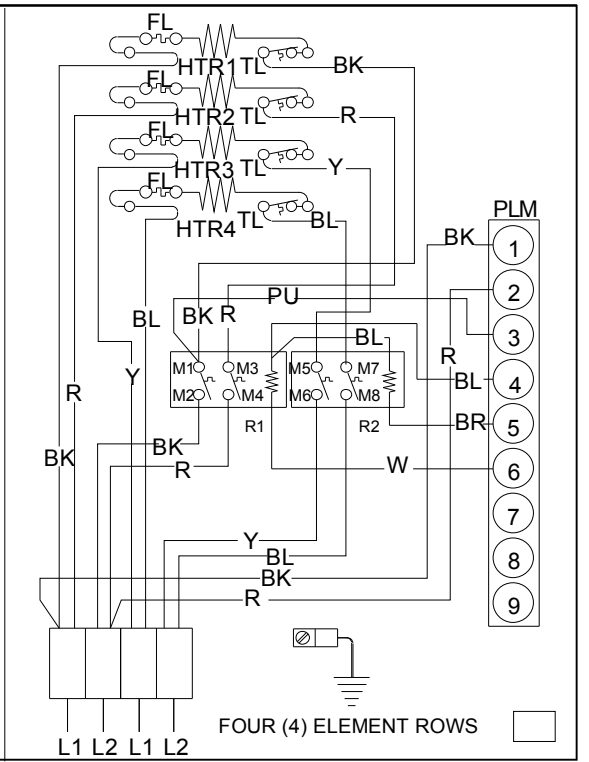 FL
HTR1 TL BK
FL
HTR2 TL R
FL
HTR3 TL Y
FL
HTR4 TL BL
PLM
BK 1
2
PU
BK R
BL
3
BL
R
M1 M3 M5 M7
BL 4
Y
M2 M4 M6 M8
R
R1 R2
BR 5
BK
R
BK
W 6
7
Y
BL
8
BK
R
9
L1 L2 L1 L2
FOUR (4) ELEMENT ROWS